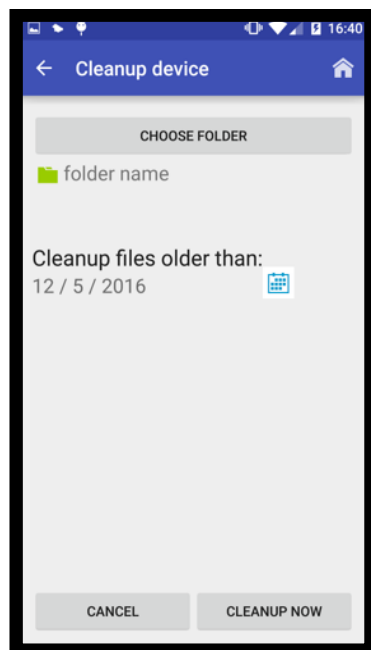 16:40
Cleanup device
CHOOSE FOLDER
folder name
Cleanup files older than:
12 / 5 / 2016
CANCEL CLEANUP NOW